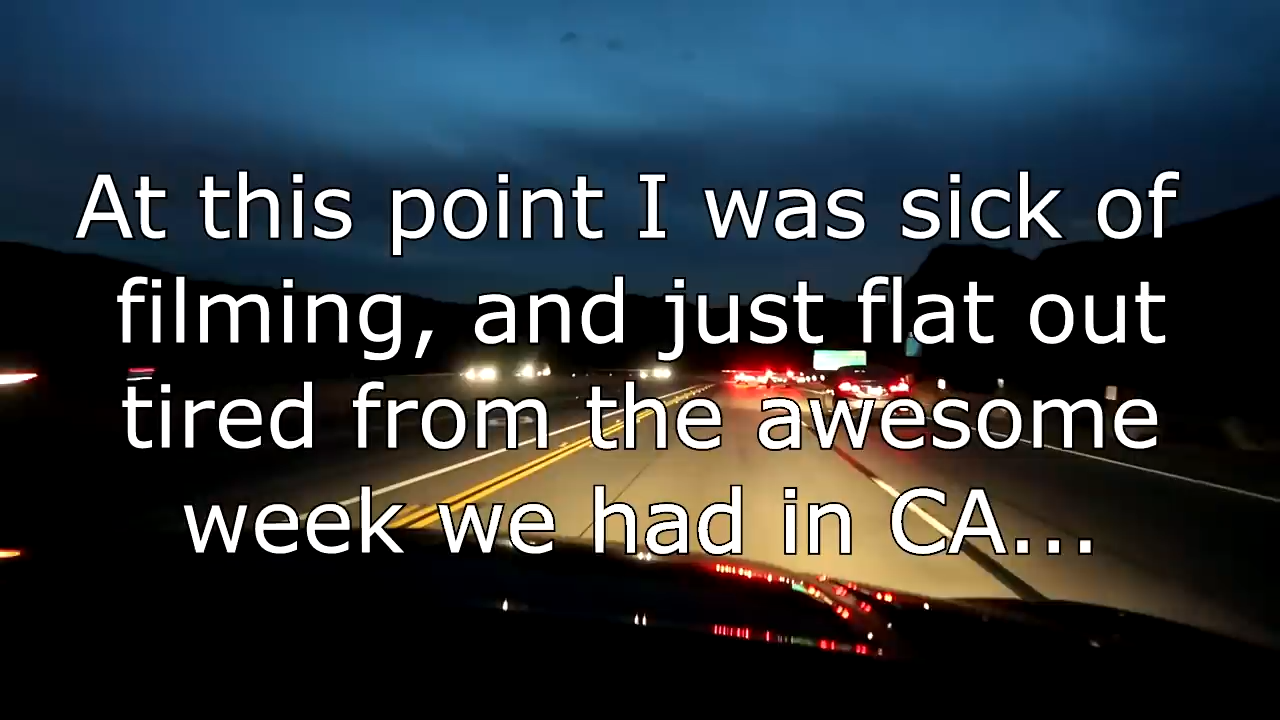 At this point I was sick of
filming, and just flat out
tired from the awesome
week we had in CA...